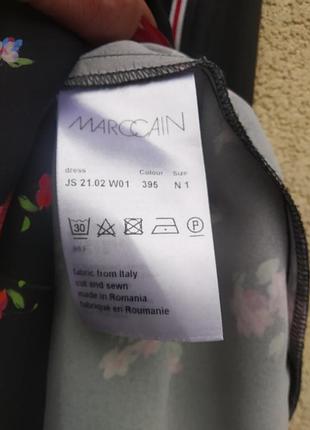 MARCCAIN
dress Colour Size
JS 21.02 W01 395 N 1
30 P
fabric from Italy
cut and sewn
made in Romania
fabriqué en Roumanie